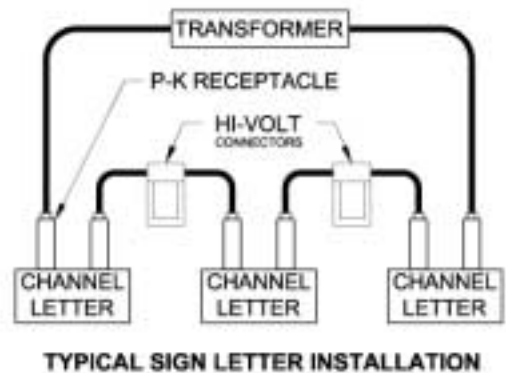 TRANSFORMER
P-K RECEPTACLE
HI-VOLT
CONNECTORS
CHANNEL
LETTER
CHANNEL
LETTER
CHANNEL
LETTER
TYPICAL SIGN LETTER INSTALLATION